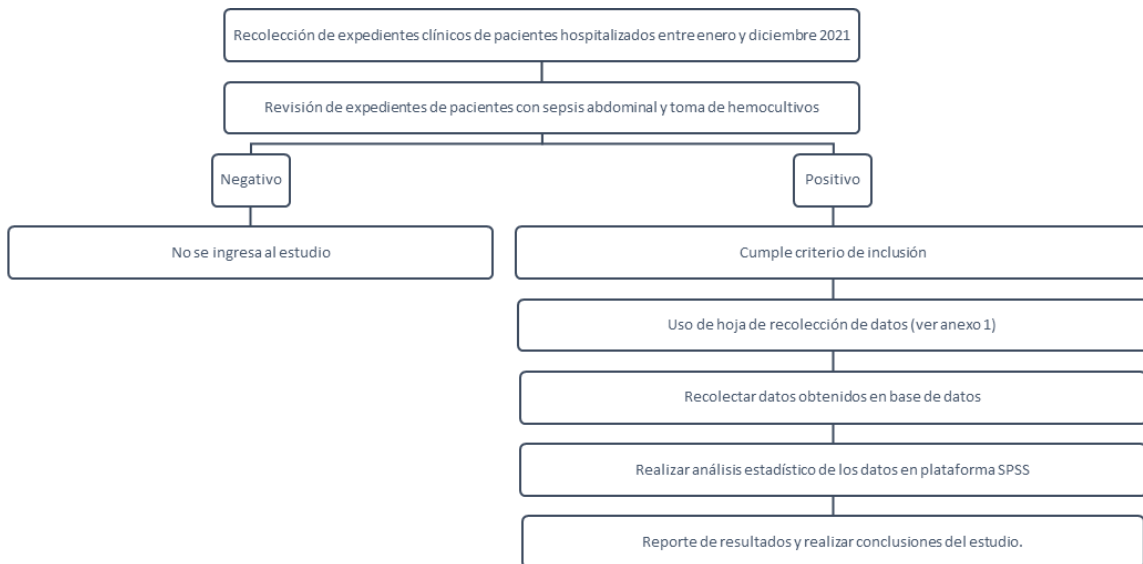 Recolección de expedientes clínicos de pacientes hospitalizados entre enero y diciembre 2021
Revisión de expedientes de pacientes con sepsis abdominal y toma de hemocultivos
Negativo
Positivo
No se ingresa al estudio
Cumple criterio de inclusión
Uso de hoja de recolección de datos (ver anexo 1)
Recolectar datos obtenidos en base de datos
Realizar análisis estadístico de los datos en plataforma SPSS
Reporte de resultados y realizar conclusiones del estudio.